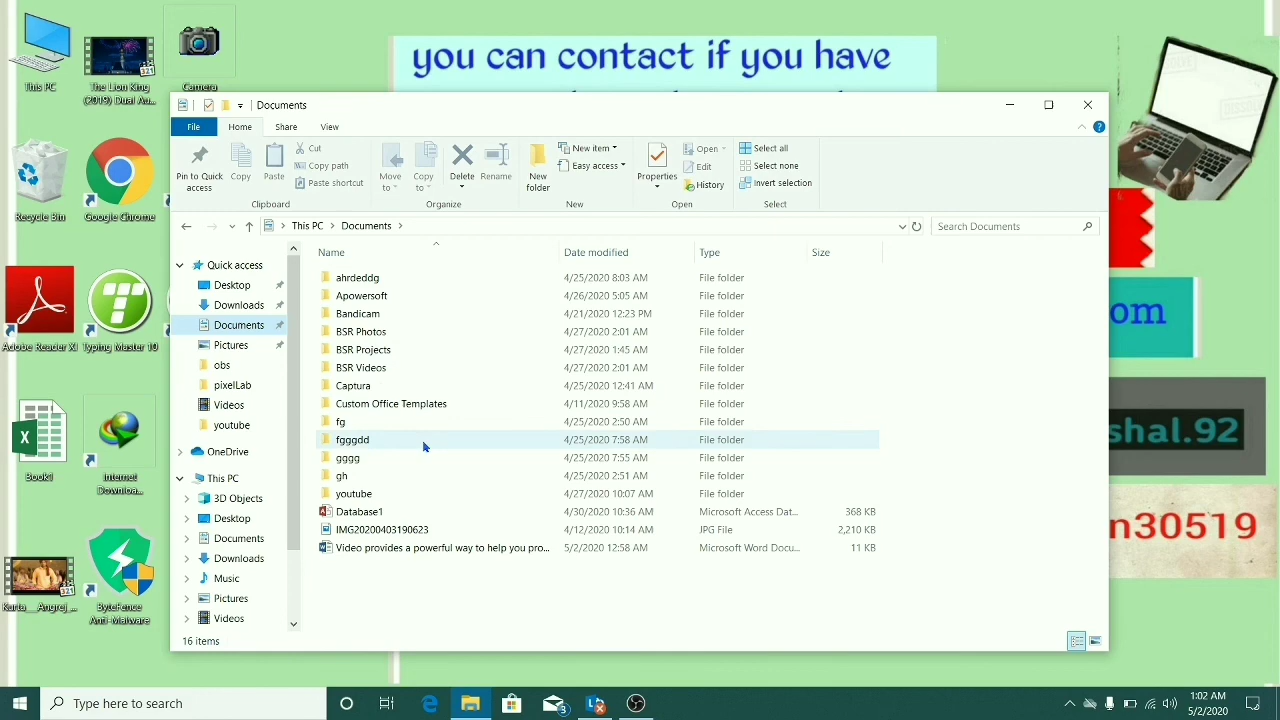 you can contact if you have
This PC
The Lion King
(2019) Dual Au...
Camera
Documents
File
Home
Share
View
Pin to Quick
access
Copy
Paste
Cut
Copy path
Paste shortcut
Clipboard
Move
to
Copy
to
Delete
Rename
Organize
New
folder
New item
Easy access
New
Properties
Open
Edit
History
Open
Select all
Select none
Invert selection
Select
This PC
Documents
Search Documents
Name
Date modified
Type
Size
Quick access
Desktop
Downloads
Documents
Pictures
obs
pixelLab
Videos
youtube
OneDrive
This PC
3D Objects
Desktop
Documents
Downloads
Music
Pictures
Videos
ahrdeddg 4/25/2020 8:03 AM File folder
Apowersoft 4/26/2020 5:05 AM File folder
Bandicam 4/21/2020 12:23 PM File folder
BSR Photos 4/27/2020 2:01 AM File folder
BSR Projects 4/27/2020 1:45 AM File folder
BSR Videos 4/27/2020 2:01 AM File folder
Captura 4/25/2020 12:41 AM File folder
Custom Office Templates 4/11/2020 9:58 AM File folder
fg 4/25/2020 2:50 AM File folder
fgggdd 4/25/2020 7:58 AM File folder
gggg 4/25/2020 7:55 AM File folder
gh 4/25/2020 2:51 AM File folder
youtube 4/27/2020 10:07 AM File folder
Database1 4/30/2020 10:36 AM Microsoft Access Dat... 368 KB
IMG20200403190623 4/12/2020 10:14 AM JPG File 2,210 KB
Video provides a powerful way to help you pro... 5/2/2020 12:58 AM Microsoft Word Docu... 11 KB
16 items
Recycle Bin
Google Chrome
Adobe Reader XI
Typing Master 10
Book1
Internet
Downloa...
Karta___Angrej_...
ByteFence
Anti-Malware
om
shal.92
n30519
Type here to search
3
1:02 AM
5/2/2020